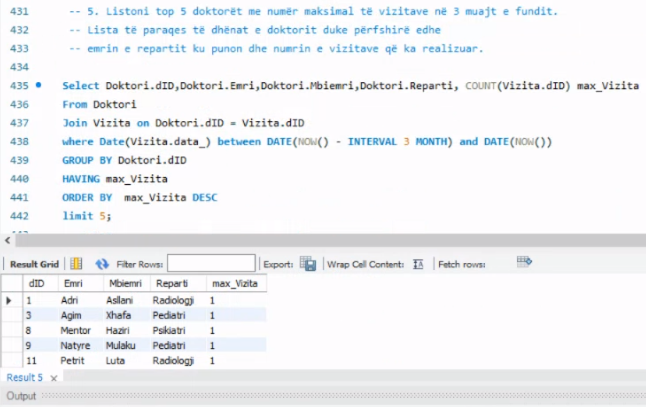 431 -- 5. Listoni top 5 doktorët me numër maksimal të vizitave në 3 muajt e fundit.
432 -- Lista të paraqes të dhënat e doktorit duke përfshirë edhe
433 -- emrin e repartit ku punon dhe numrin e vizitave që ka realizuar.
434
435 Select Doktori.dID,Doktori.Emri,Doktori.Mbiemri,Doktori.Reparti, COUNT(Vizita.dID) max_Vizita
436 From Doktori
437 Join Vizita on Doktori.dID = Vizita.dID
438 where Date(Vizita.data_) between DATE(NOW() - INTERVAL 3 MONTH) and DATE(NOW())
439 GROUP BY Doktori.dID
440 HAVING max_Vizita
441 ORDER BY max_Vizita DESC
442 limit 5;
Result Grid Filter Rows: Export: Wrap Cell Content: Fetch rows:
dID Emri Mbiemri Reparti max_Vizita
1 Adri Asllani Radiologji 1
3 Agim Xhafa Pediatri 1
8 Mentor Haziri Psikiatri 1
9 Natyre Mulaku Pediatri 1
11 Petrit Luta Radiologji 1
Result 5 x
Output